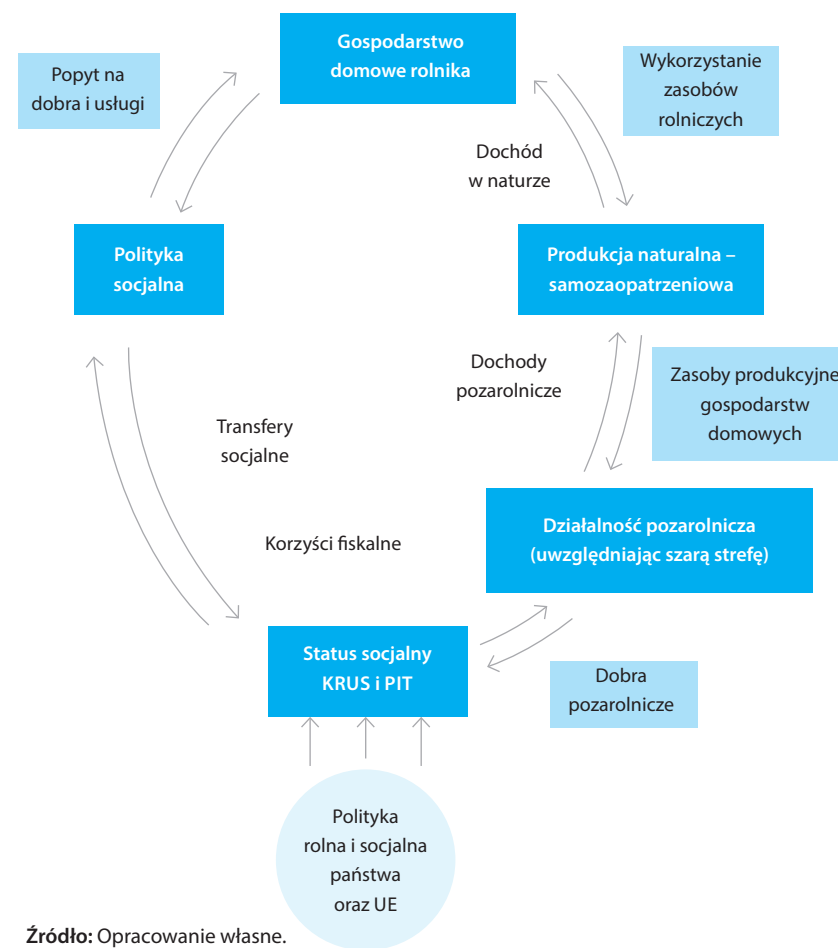 Gospodarstwo
domowe rolnika
Popyt na
dobra i usługi
Wykorzystanie
zasobów
rolniczych
Dochód
w naturze
Polityka
socjalna
Produkcja naturalna –
samozaopatrzeniowa
Dochody
pozarolnicze
Zasoby produkcyjne
gospodarstw
domowych
Transfery
socjalne
Korzyści fiskalne
Działalność pozarolnicza
(uwzględniając szarą strefę)
Status socjalny
KRUS i PIT
Dobra
pozarolnicze
Polityka
rolna i socjalna
państwa
oraz UE
Źródło: Opracowanie własne.